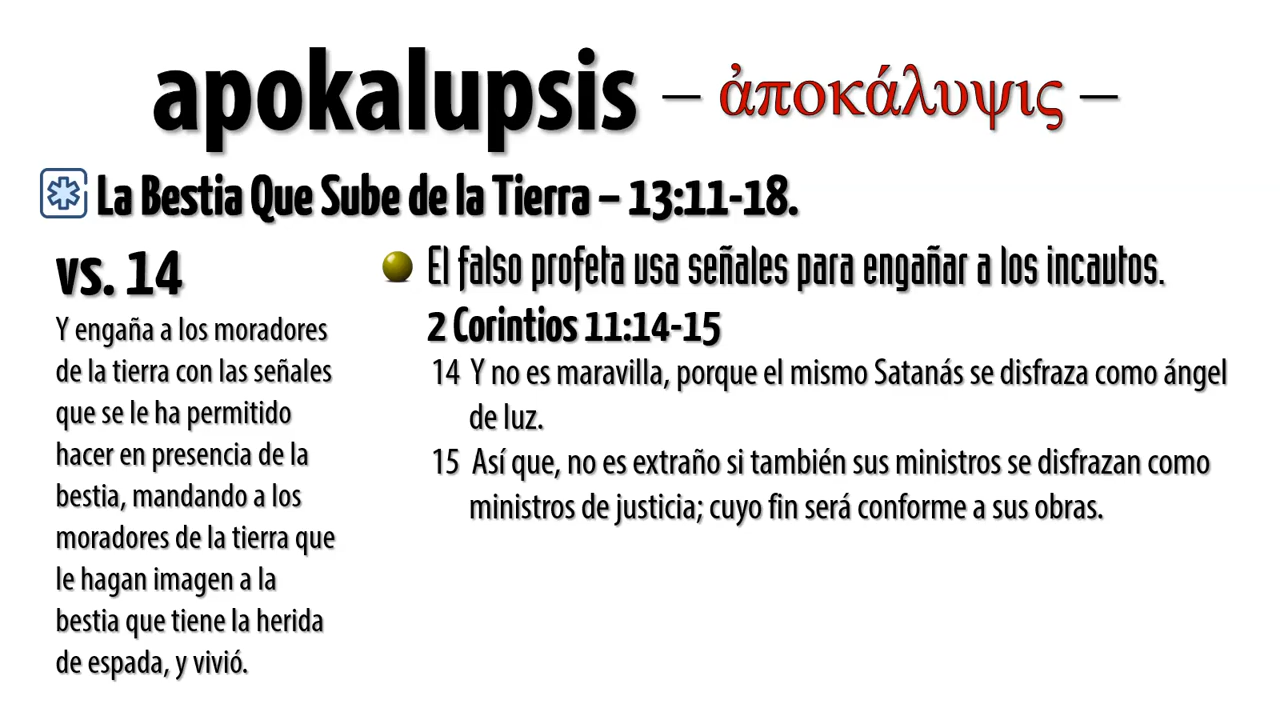 apokalupsis – ἀποκάλυψις –
La Bestia Que Sube de la Tierra – 13:11-18.
vs. 14
Y engaña a los moradores
de la tierra con las señales
que se le ha permitido
hacer en presencia de la
bestia, mandando a los
moradores de la tierra que
le hagan imagen a la
bestia que tiene la herida
de espada, y vivió.
El falso profeta usa señales para engañar a los incautos.
2 Corintios 11:14-15
14 Y no es maravilla, porque el mismo Satanás se disfraza como ángel
de luz.
15 Así que, no es extraño si también sus ministros se disfrazan como
ministros de justicia; cuyo fin será conforme a sus obras.